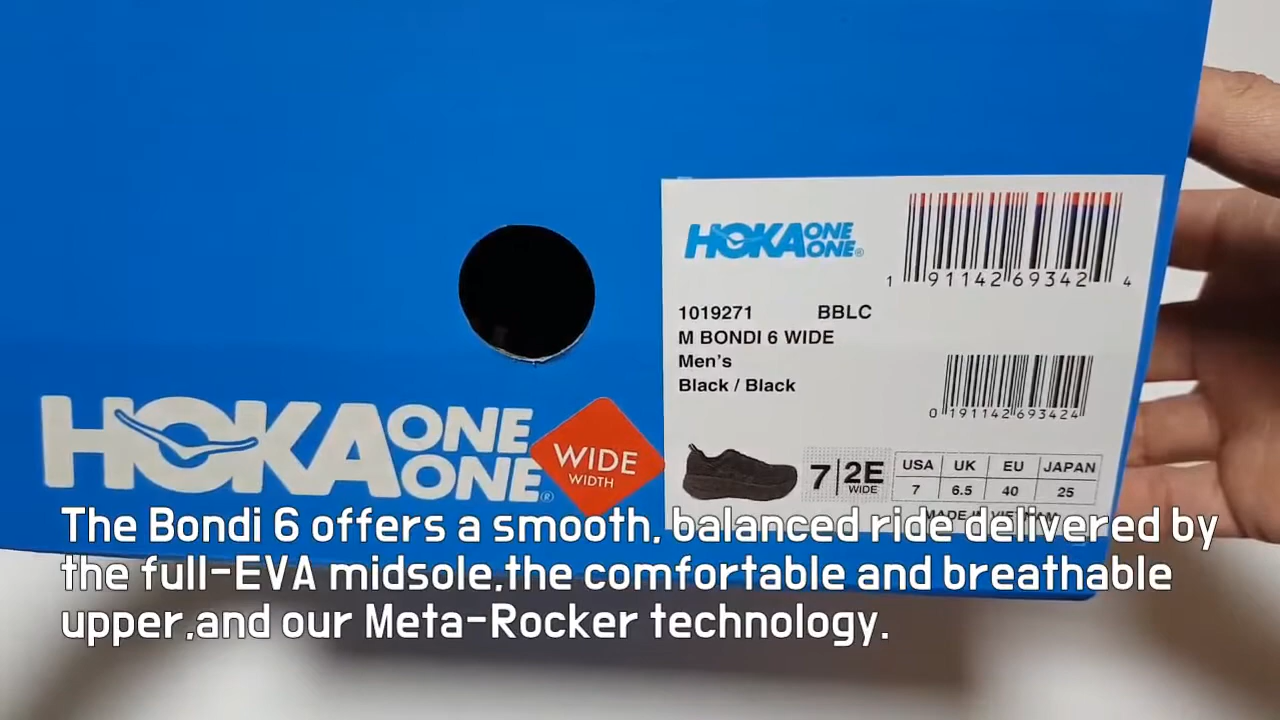 HOKA ONE ONE®
1 91142 69342 4
1019271 BBLC
M BONDI 6 WIDE
Men's
Black / Black
0 191142 693424
7 2E WIDE
USA UK EU JAPAN
7 6.5 40 25
MADE IN VIETNAM
HOKA ONE ONE®
WIDE
WIDTH
The Bondi 6 offers a smooth, balanced ride delivered by
the full-EVA midsole,the comfortable and breathable
upper,and our Meta-Rocker technology.